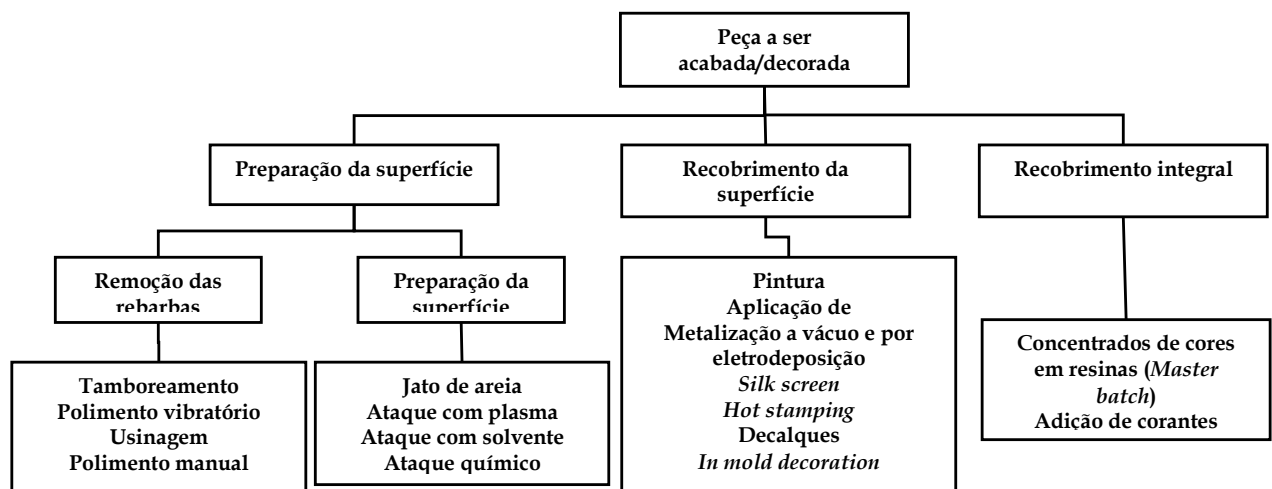 Peça a ser
acabada/decorada
Preparação da superfície
Recobrimento da
superfície
Recobrimento integral
Remoção das
rebarbas
Preparação da
superfície
Tamboreamento
Polimento vibratório
Usinagem
Polimento manual
Jato de areia
Ataque com plasma
Ataque com solvente
Ataque químico
Pintura
Aplicação de
Metalização a vácuo e por
eletrodeposição
Silk screen
Hot stamping
Decalques
In mold decoration
Concentrados de cores
em resinas (Master
batch)
Adição de corantes